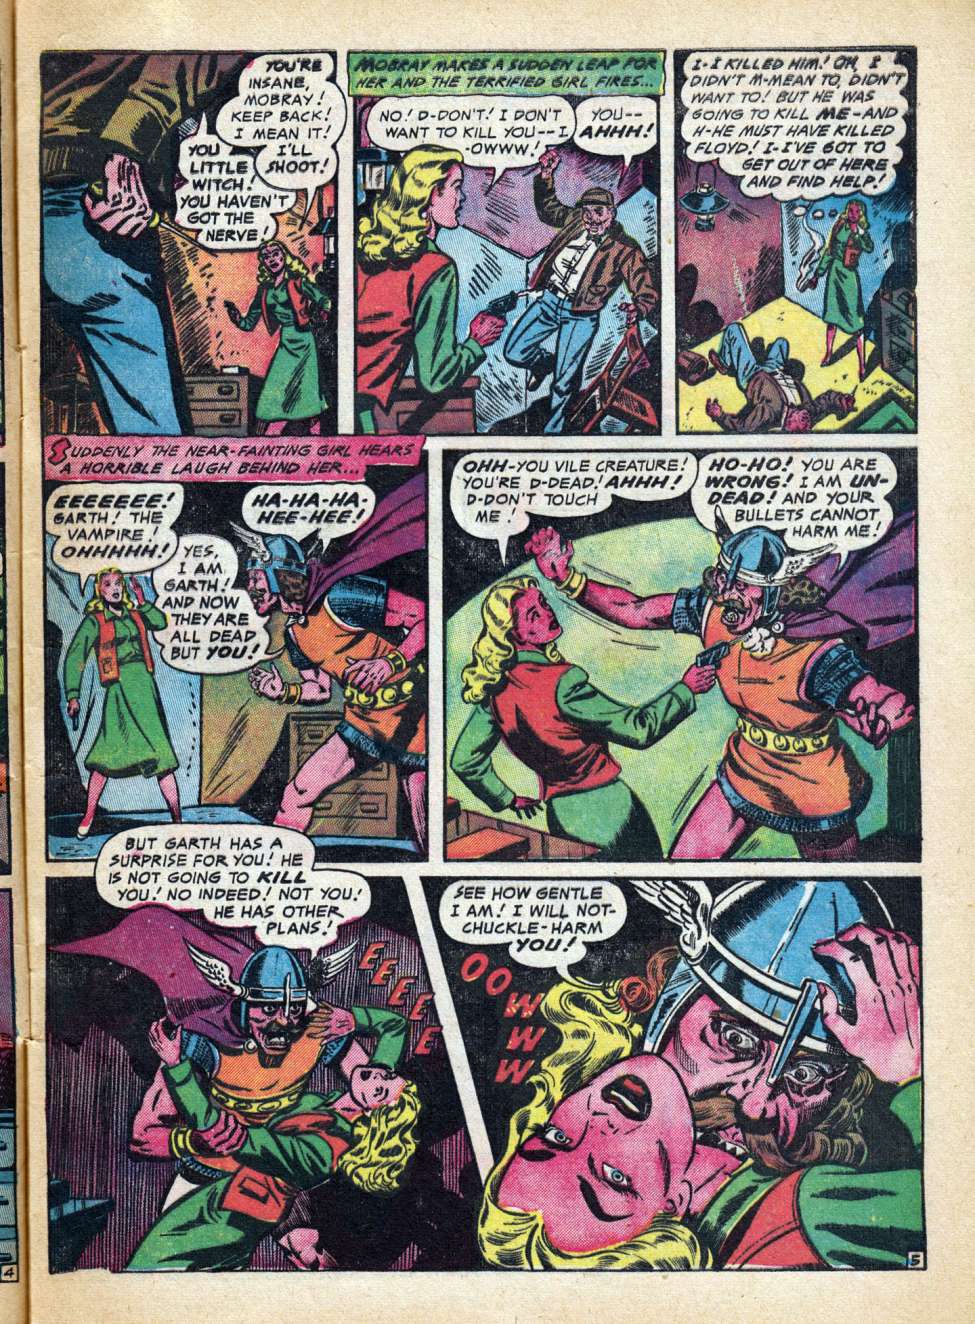 YOU'RE
INSANE,
MOBRAY!
KEEP BACK!
I MEAN IT!
I'LL
SHOOT!
YOU
LITTLE
WITCH!
YOU HAVEN'T
GOT THE
NERVE!
MOBRAY MAKES A SUDDEN LEAP FOR
HER AND THE TERRIFIED GIRL FIRES...
NO! D-DON'T! I DON'T
WANT TO KILL YOU--I
-OWWW!
YOU--
AHHH!
I-I KILLED HIM! OH, I
DIDN'T M-MEAN TO, DIDN'T
WANT TO! BUT HE WAS
GOING TO KILL ME-AND
H-HE MUST HAVE KILLED
FLOYD! I-I'VE GOT TO
GET OUT OF HERE
AND FIND HELP!
SUDDENLY THE NEAR-FAINTING GIRL HEARS
A HORRIBLE LAUGH BEHIND HER...
EEEEEEE!
GARTH! THE
VAMPIRE!
OHHHHH!
HA-HA-HA-
HEE-HEE!
YES,
I AM
GARTH!
AND NOW
THEY ARE
ALL DEAD
BUT YOU!
OHH-YOU VILE CREATURE!
YOU'RE D-DEAD! AHHH!
D-DON'T TOUCH
ME!
HO-HO! YOU ARE
WRONG! I AM UN-
DEAD! AND YOUR
BULLETS CANNOT
HARM ME!
BUT GARTH HAS A
SURPRISE FOR YOU! HE
IS NOT GOING TO KILL
YOU! NO INDEED! NOT YOU!
HE HAS OTHER
PLANS!
EEEEEE
SEE HOW GENTLE
I AM! I WILL NOT-
CHUCKLE-HARM
YOU!
OOWWWW
4
5